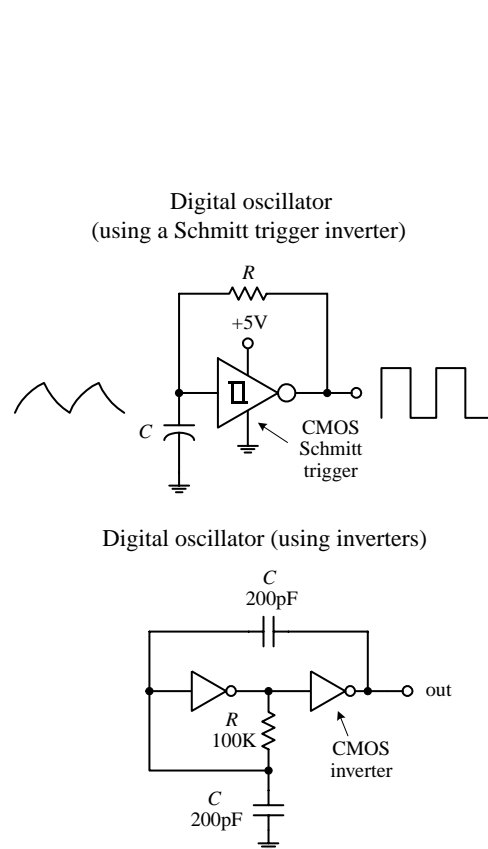 Digital oscillator
(using a Schmitt trigger inverter)
R
+5V
C
CMOS
Schmitt
trigger
Digital oscillator (using inverters)
C
200pF
out
R
100K
CMOS
inverter
C
200pF